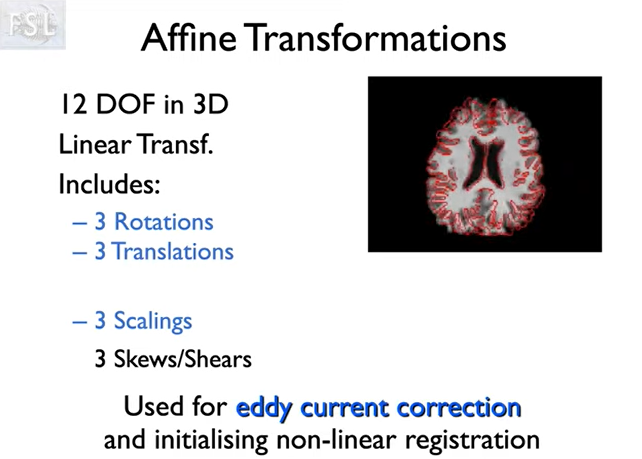 FSL
Affine Transformations
12 DOF in 3D
Linear Transf.
Includes:
– 3 Rotations
– 3 Translations
– 3 Scalings
3 Skews/Shears
Used for eddy current correction
and initialising non-linear registration